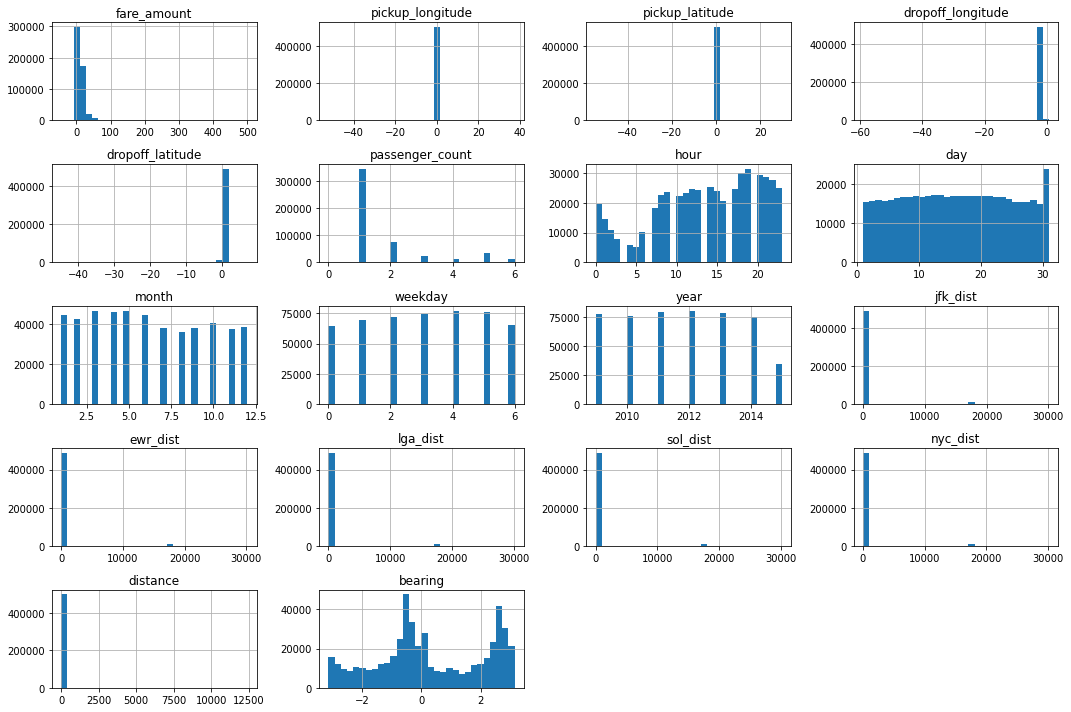 fare_amount
300000
200000
100000
0
0 100 200 300 400 500
pickup_longitude
400000
200000
0
−40 −20 0 20 40
pickup_latitude
400000
200000
0
−40 −20 0 20
dropoff_longitude
400000
200000
0
−60 −40 −20 0
dropoff_latitude
400000
200000
0
−40 −30 −20 −10 0
passenger_count
300000
200000
100000
0
0 2 4 6
hour
30000
20000
10000
0
0 5 10 15 20
day
20000
10000
0
0 10 20 30
month
40000
20000
0
2.5 5.0 7.5 10.0 12.5
weekday
75000
50000
25000
0
0 2 4 6
year
75000
50000
25000
0
2010 2012 2014
jfk_dist
400000
200000
0
0 10000 20000 30000
ewr_dist
400000
200000
0
0 10000 20000 30000
lga_dist
400000
200000
0
0 10000 20000 30000
sol_dist
400000
200000
0
0 10000 20000 30000
nyc_dist
400000
200000
0
0 10000 20000 30000
distance
400000
200000
0
0 2500 5000 7500 10000 12500
bearing
40000
20000
0
−2 0 2